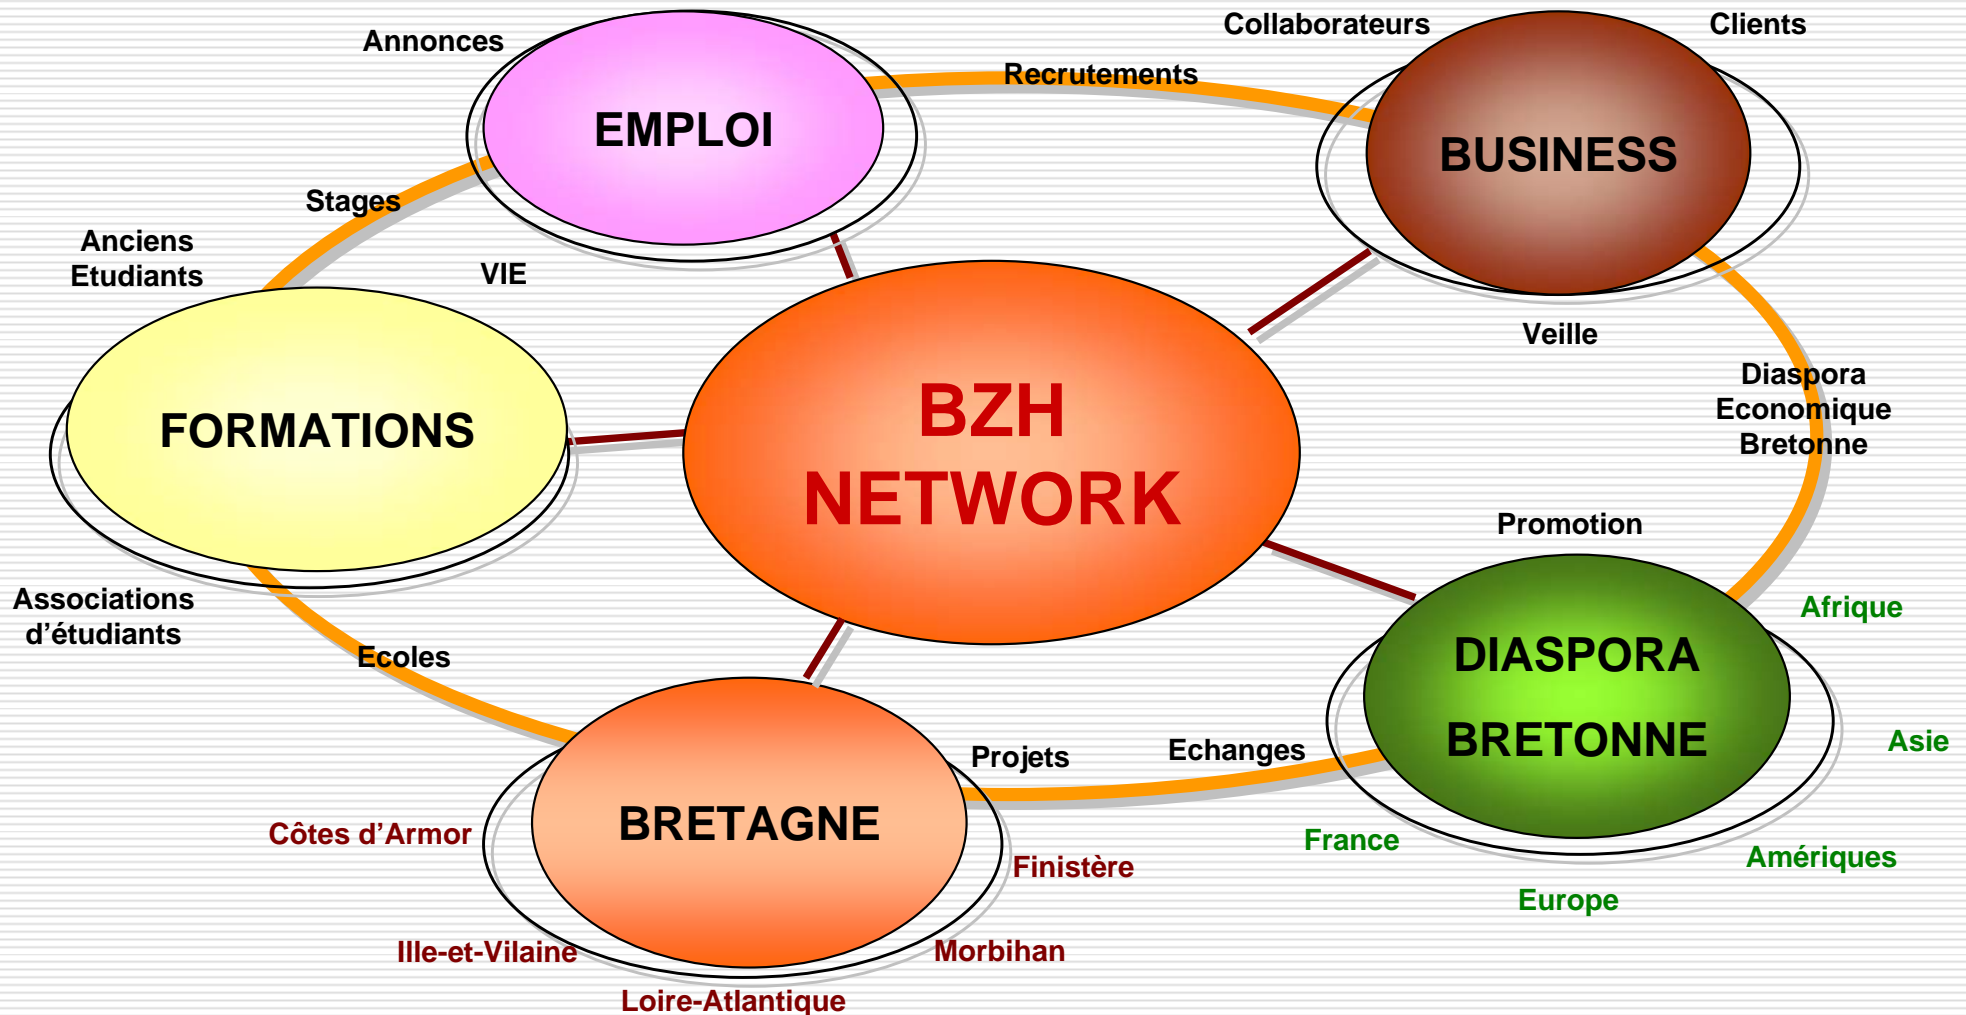 Annonces
Collaborateurs
Clients
Recrutements
EMPLOI
BUSINESS
Stages
Anciens
Etudiants
VIE
Veille
Diaspora
Economique
Bretonne
FORMATIONS
BZH
NETWORK
Promotion
Associations
d’étudiants
Ecoles
Afrique
DIASPORA
BRETONNE
Asie
Projets
Echanges
BRETAGNE
Côtes d’Armor
Finistère
France
Amériques
Europe
Ille-et-Vilaine
Morbihan
Loire-Atlantique